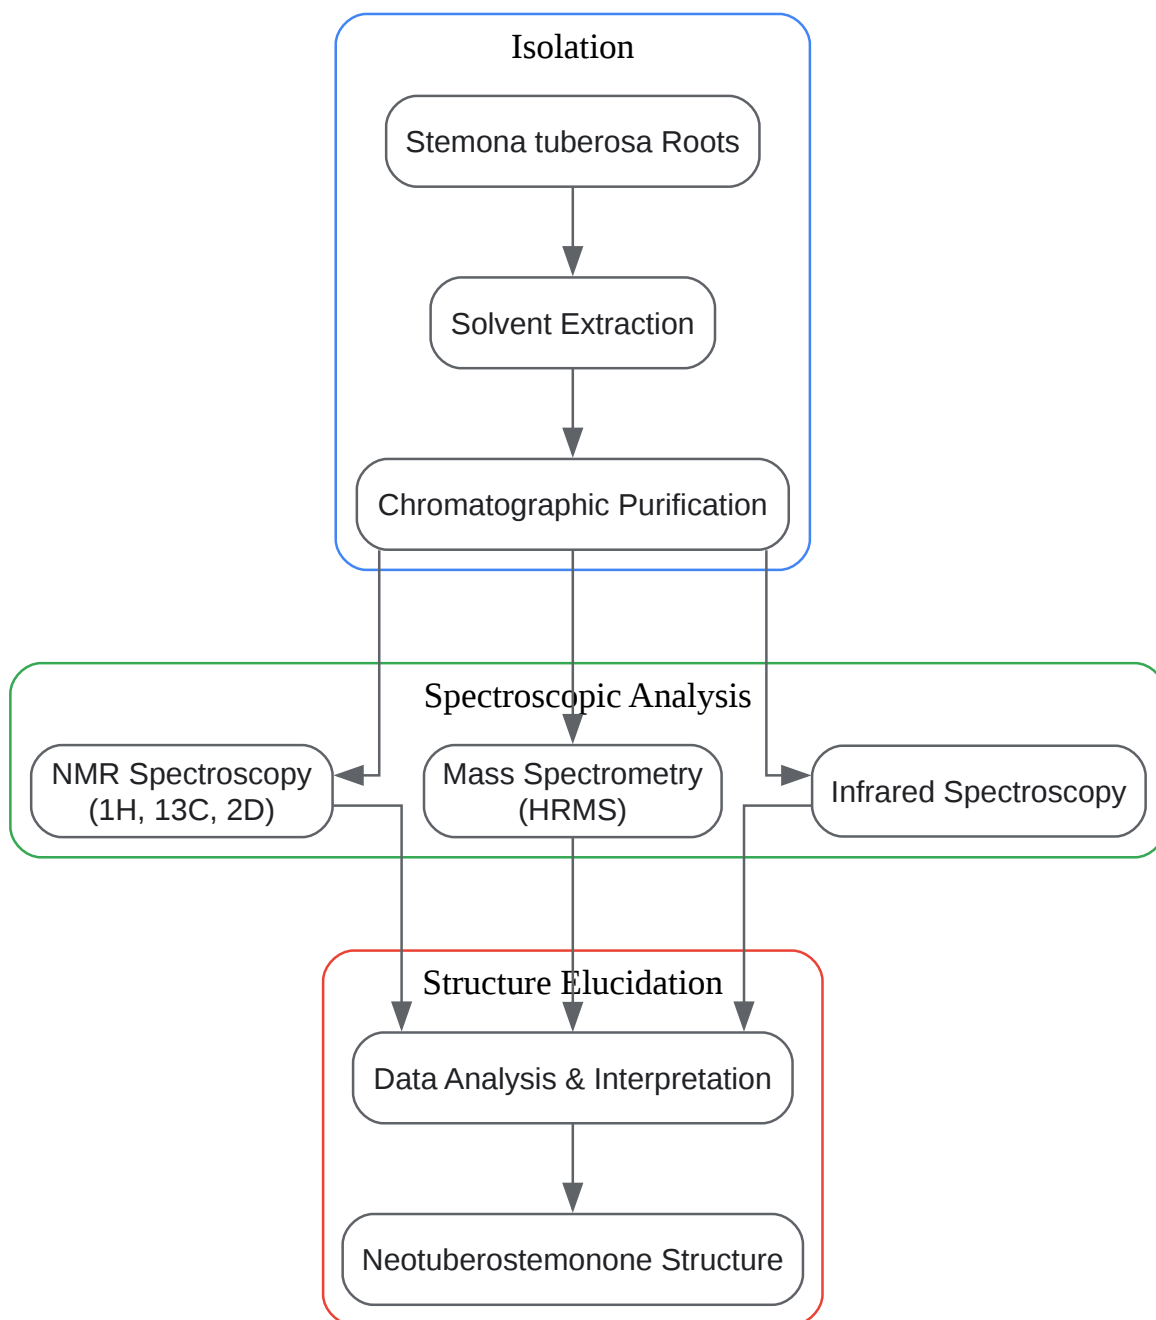 Isolation
Stemona tuberosa Roots
Solvent Extraction
Chromatographic Purification
Spectroscopic Analysis
NMR Spectroscopy
(1H, 13C, 2D)
Mass Spectrometry
(HRMS)
Infrared Spectroscopy
Structure Elucidation
Data Analysis & Interpretation
Neotuberostemonone Structure